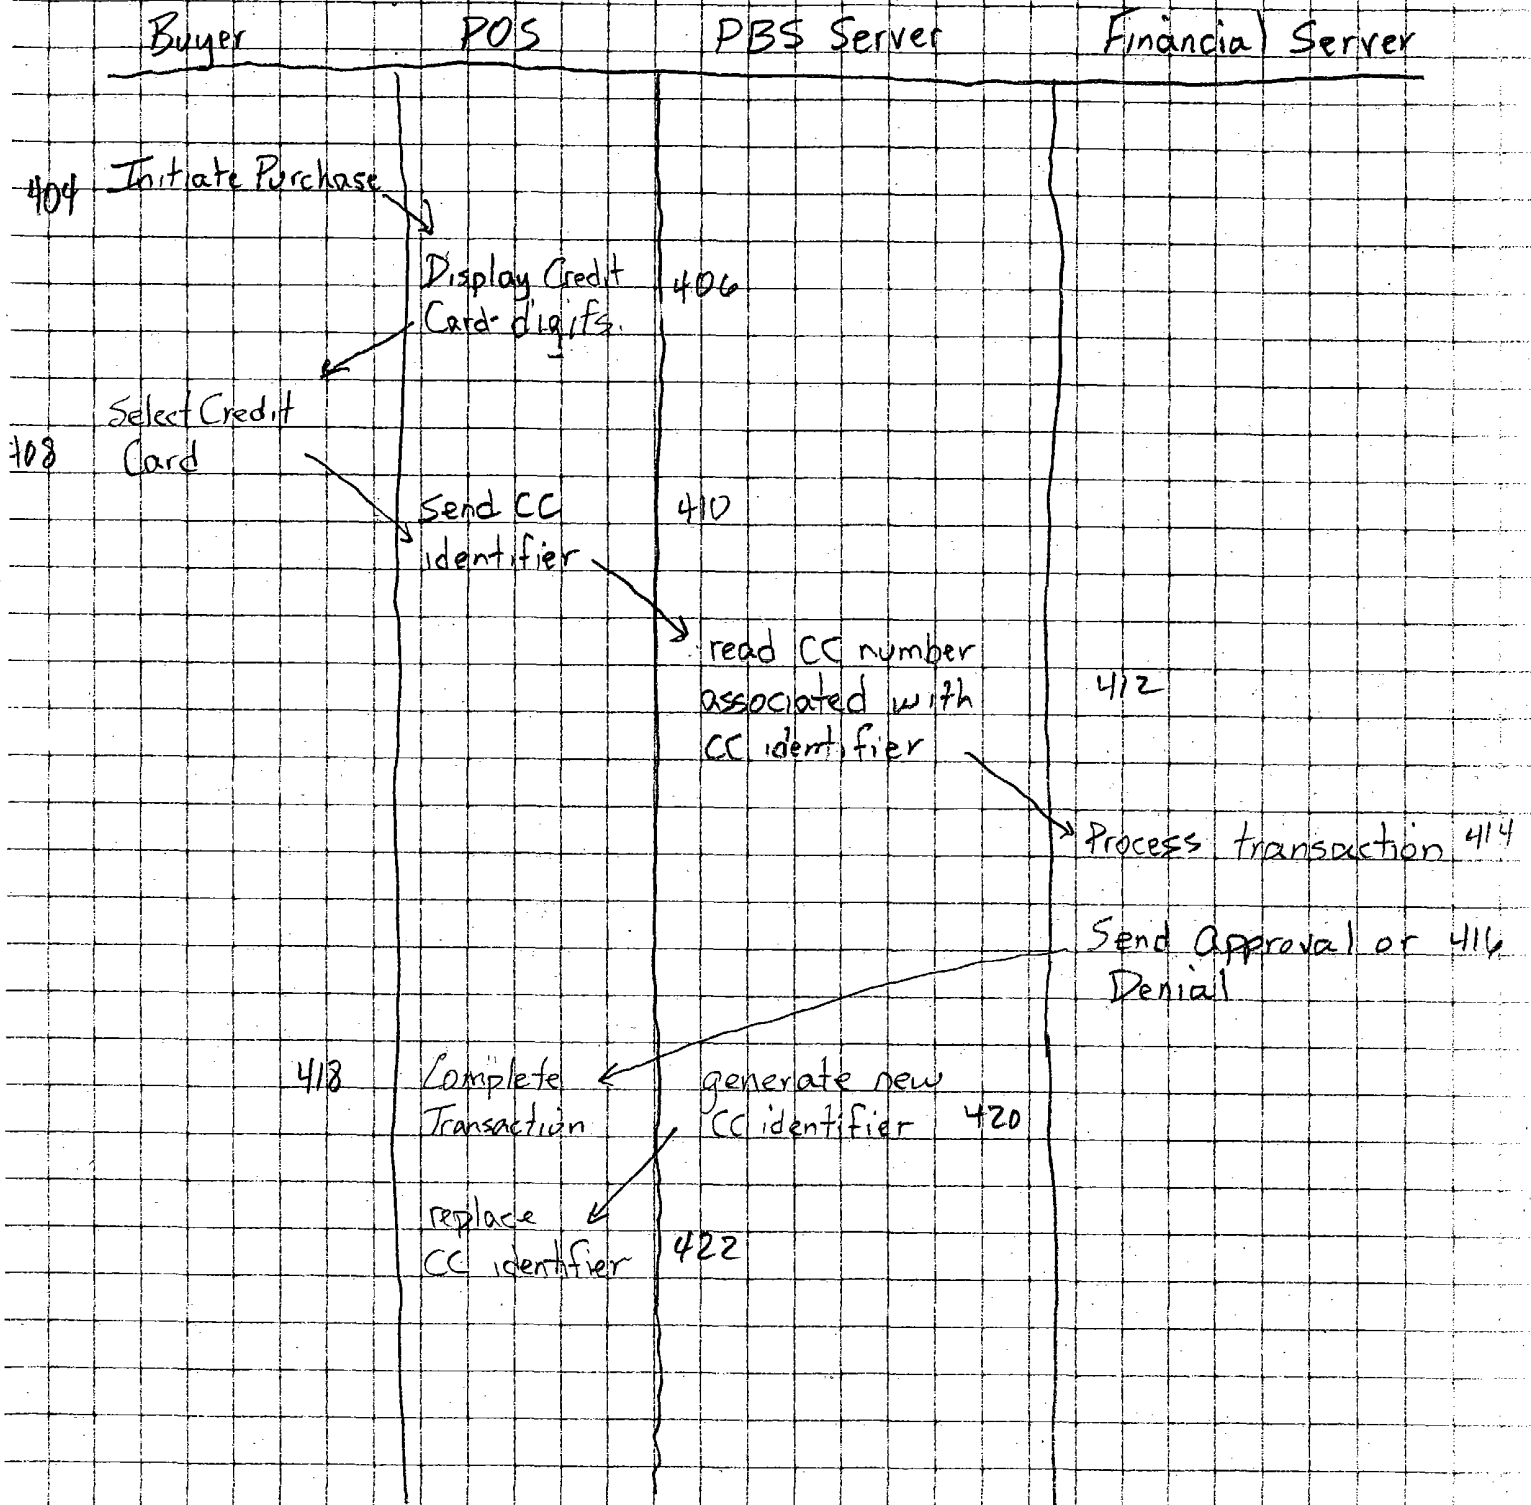 Buyer POS PBS Server Financial Server
404 Initiate Purchase
Display Credit 406
Card digits.
Select Credit
408 Card
Send CC 410
identifier
read CC number
associated with 412
CC identifier
Process transaction 414
Send Approval or 416
Denial
418 Complete generate new
Transaction CC identifier 420
replace
CC identifier 422